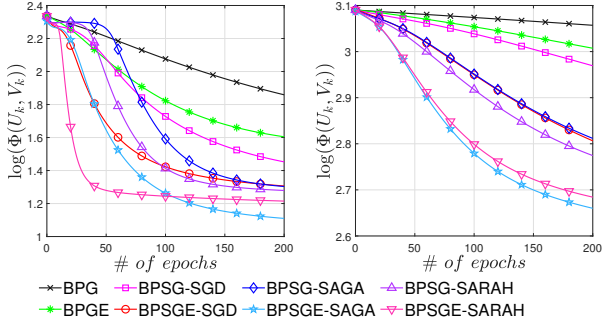 log(Φ(U_k, V_k))
2.4
2.2
2
1.8
1.6
1.4
1.2
1
0 50 100 150 200
# of epochs
log(Φ(U_k, V_k))
3.1
3
2.9
2.8
2.7
2.6
0 50 100 150 200
# of epochs
BPG BPSG-SGD BPSG-SAGA BPSG-SARAH
BPGE BPSGE-SGD BPSGE-SAGA BPSGE-SARAH